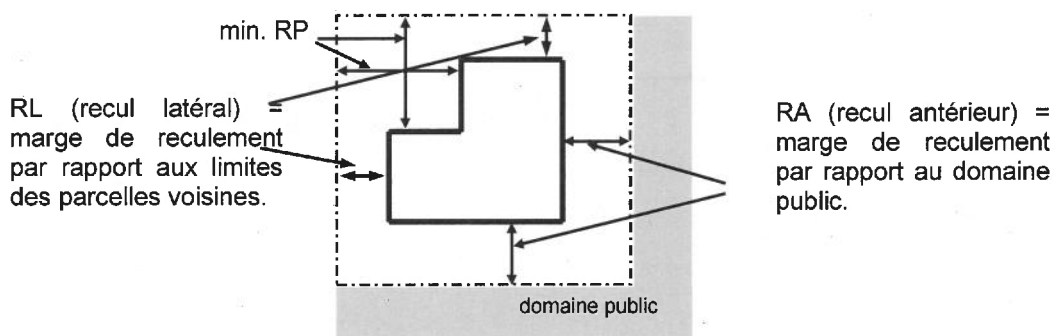 min. RP
RL (recul latéral) =
marge de reculement
par rapport aux limites
des parcelles voisines.
RA (recul antérieur) =
marge de reculement
par rapport au domaine
public.
domaine public